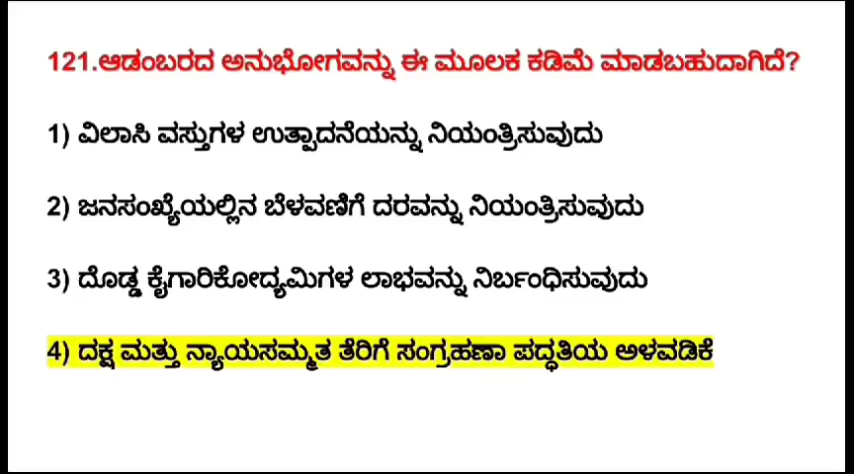 121.ಆಡಂಬರದ ಅನುಭೋಗವನ್ನು ಈ ಮೂಲಕ ಕಡಿಮೆ ಮಾಡಬಹುದಾಗಿದೆ?
1) ವಿಲಾಸಿ ವಸ್ತುಗಳ ಉತ್ಪಾದನೆಯನ್ನು ನಿಯಂತ್ರಿಸುವುದು
2) ಜನಸಂಖ್ಯೆಯಲ್ಲಿನ ಬೆಳವಣಿಗೆ ದರವನ್ನು ನಿಯಂತ್ರಿಸುವುದು
3) ದೊಡ್ಡ ಕೈಗಾರಿಕೋದ್ಯಮಿಗಳ ಲಾಭವನ್ನು ನಿರ್ಬಂಧಿಸುವುದು
4) ದಕ್ಷ ಮತ್ತು ನ್ಯಾಯಸಮ್ಮತ ತೆರಿಗೆ ಸಂಗ್ರಹಣಾ ಪದ್ಧತಿಯ ಅಳವಡಿಕೆ